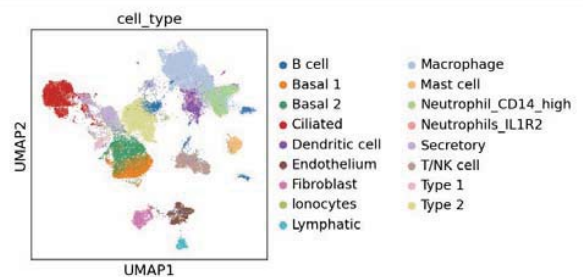 cell_type
UMAP2
UMAP1
B cell
Basal 1
Basal 2
Ciliated
Dendritic cell
Endothelium
Fibroblast
Ionocytes
Lymphatic
Macrophage
Mast cell
Neutrophil_CD14_high
Neutrophils_IL1R2
Secretory
T/NK cell
Type 1
Type 2